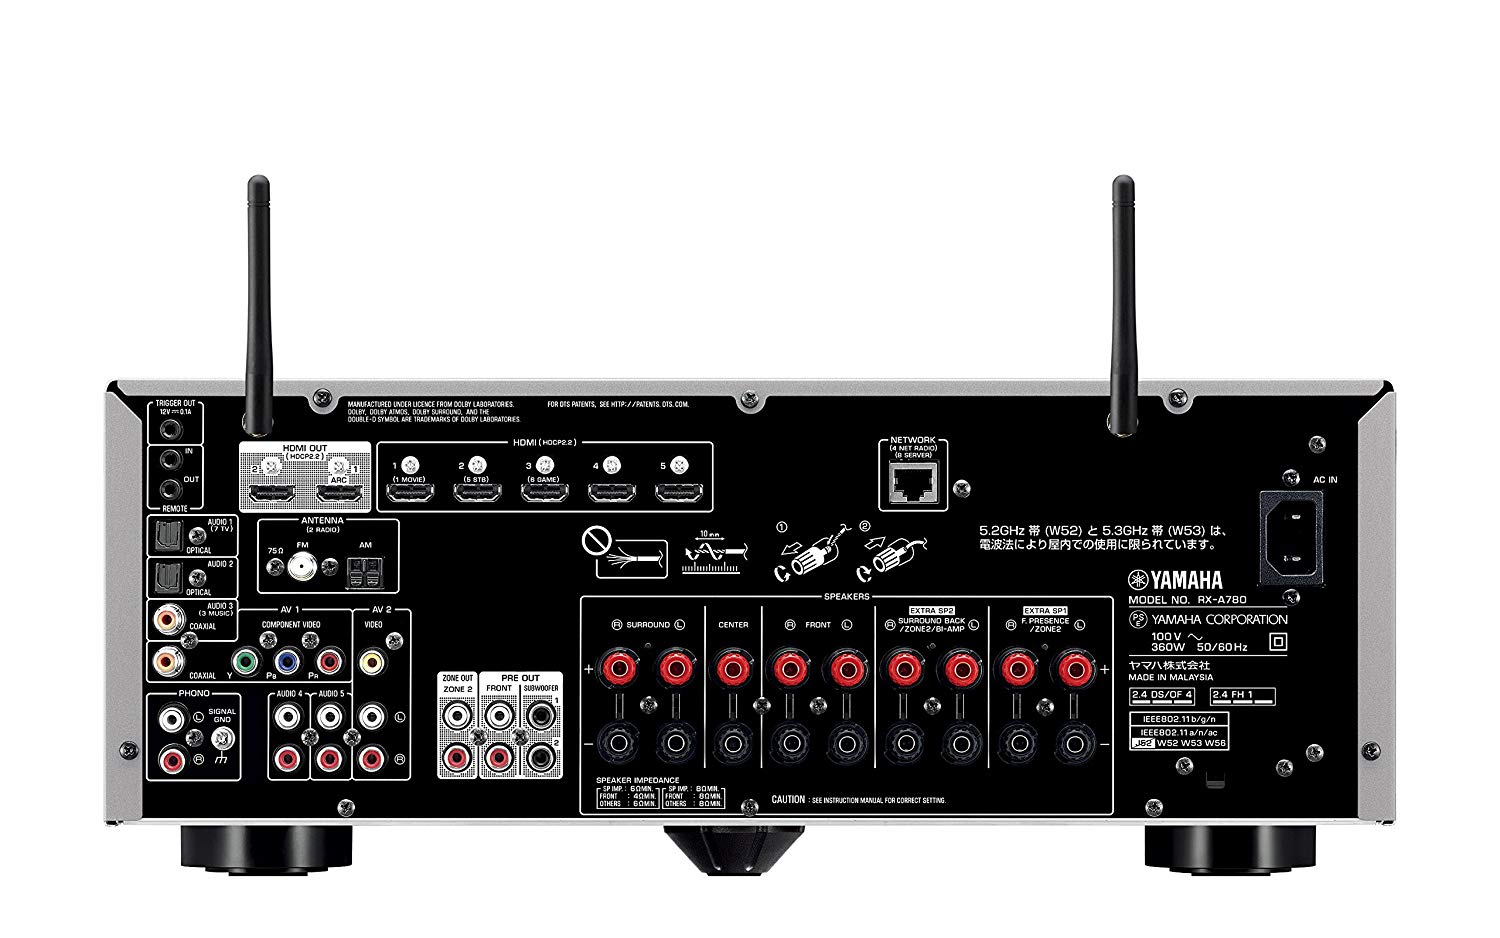 TRIGGER OUT
12V ⎓ 0.1A
IN
OUT
REMOTE
MANUFACTURED UNDER LICENCE FROM DOLBY LABORATORIES.
DOLBY, DOLBY ATMOS, DOLBY SURROUND, AND THE
DOUBLE-D SYMBOL ARE TRADEMARKS OF DOLBY LABORATORIES.
FOR DTS PATENTS, SEE HTTP://PATENTS.DTS.COM.
HDMI OUT
(HDCP2.2)
2 1
ARC
HDMI (HDCP2.2)
1 2 3 4 5
(1 MOVIE) (5 STB) (6 GAME)
NETWORK
(4 NET RADIO)
(8 SERVER)
AC IN
AUDIO 1
(7 TV)
OPTICAL
AUDIO 2
OPTICAL
AUDIO 3
(3 MUSIC)
COAXIAL
COAXIAL
ANTENNA
(2 RADIO)
75Ω FM AM
AV 1
COMPONENT VIDEO
Y PB PR
AV 2
VIDEO
PHONO
L
R
SIGNAL
GND
AUDIO 4 AUDIO 5
L
R
ZONE OUT
ZONE 2
PRE OUT
FRONT SUBWOOFER
1
2
10 mm
① ②
5.2GHz 帯 (W52) と 5.3GHz 帯 (W53) は、
電波法により屋内での使用に限られています。
SPEAKERS
R SURROUND L
CENTER
R FRONT L
EXTRA SP2
R SURROUND BACK L
/ZONE2/BI-AMP
EXTRA SP1
R F. PRESENCE L
/ZONE2
+ +
− −
SPEAKER IMPEDANCE
SP IMP. : 6ΩMIN. SP IMP. : 8ΩMIN.
FRONT : 4ΩMIN. FRONT : 8ΩMIN.
OTHERS : 6ΩMIN. OTHERS : 8ΩMIN.
CAUTION : SEE INSTRUCTION MANUAL FOR CORRECT SETTING.
YAMAHA
MODEL NO. RX-A780
PSE YAMAHA CORPORATION
100V ~
360W 50/60Hz
ヤマハ株式会社
MADE IN MALAYSIA
2.4 DS/OF 4 2.4 FH 1
IEEE802.11b/g/n
IEEE802.11a/n/ac
J52 W52 W53 W56